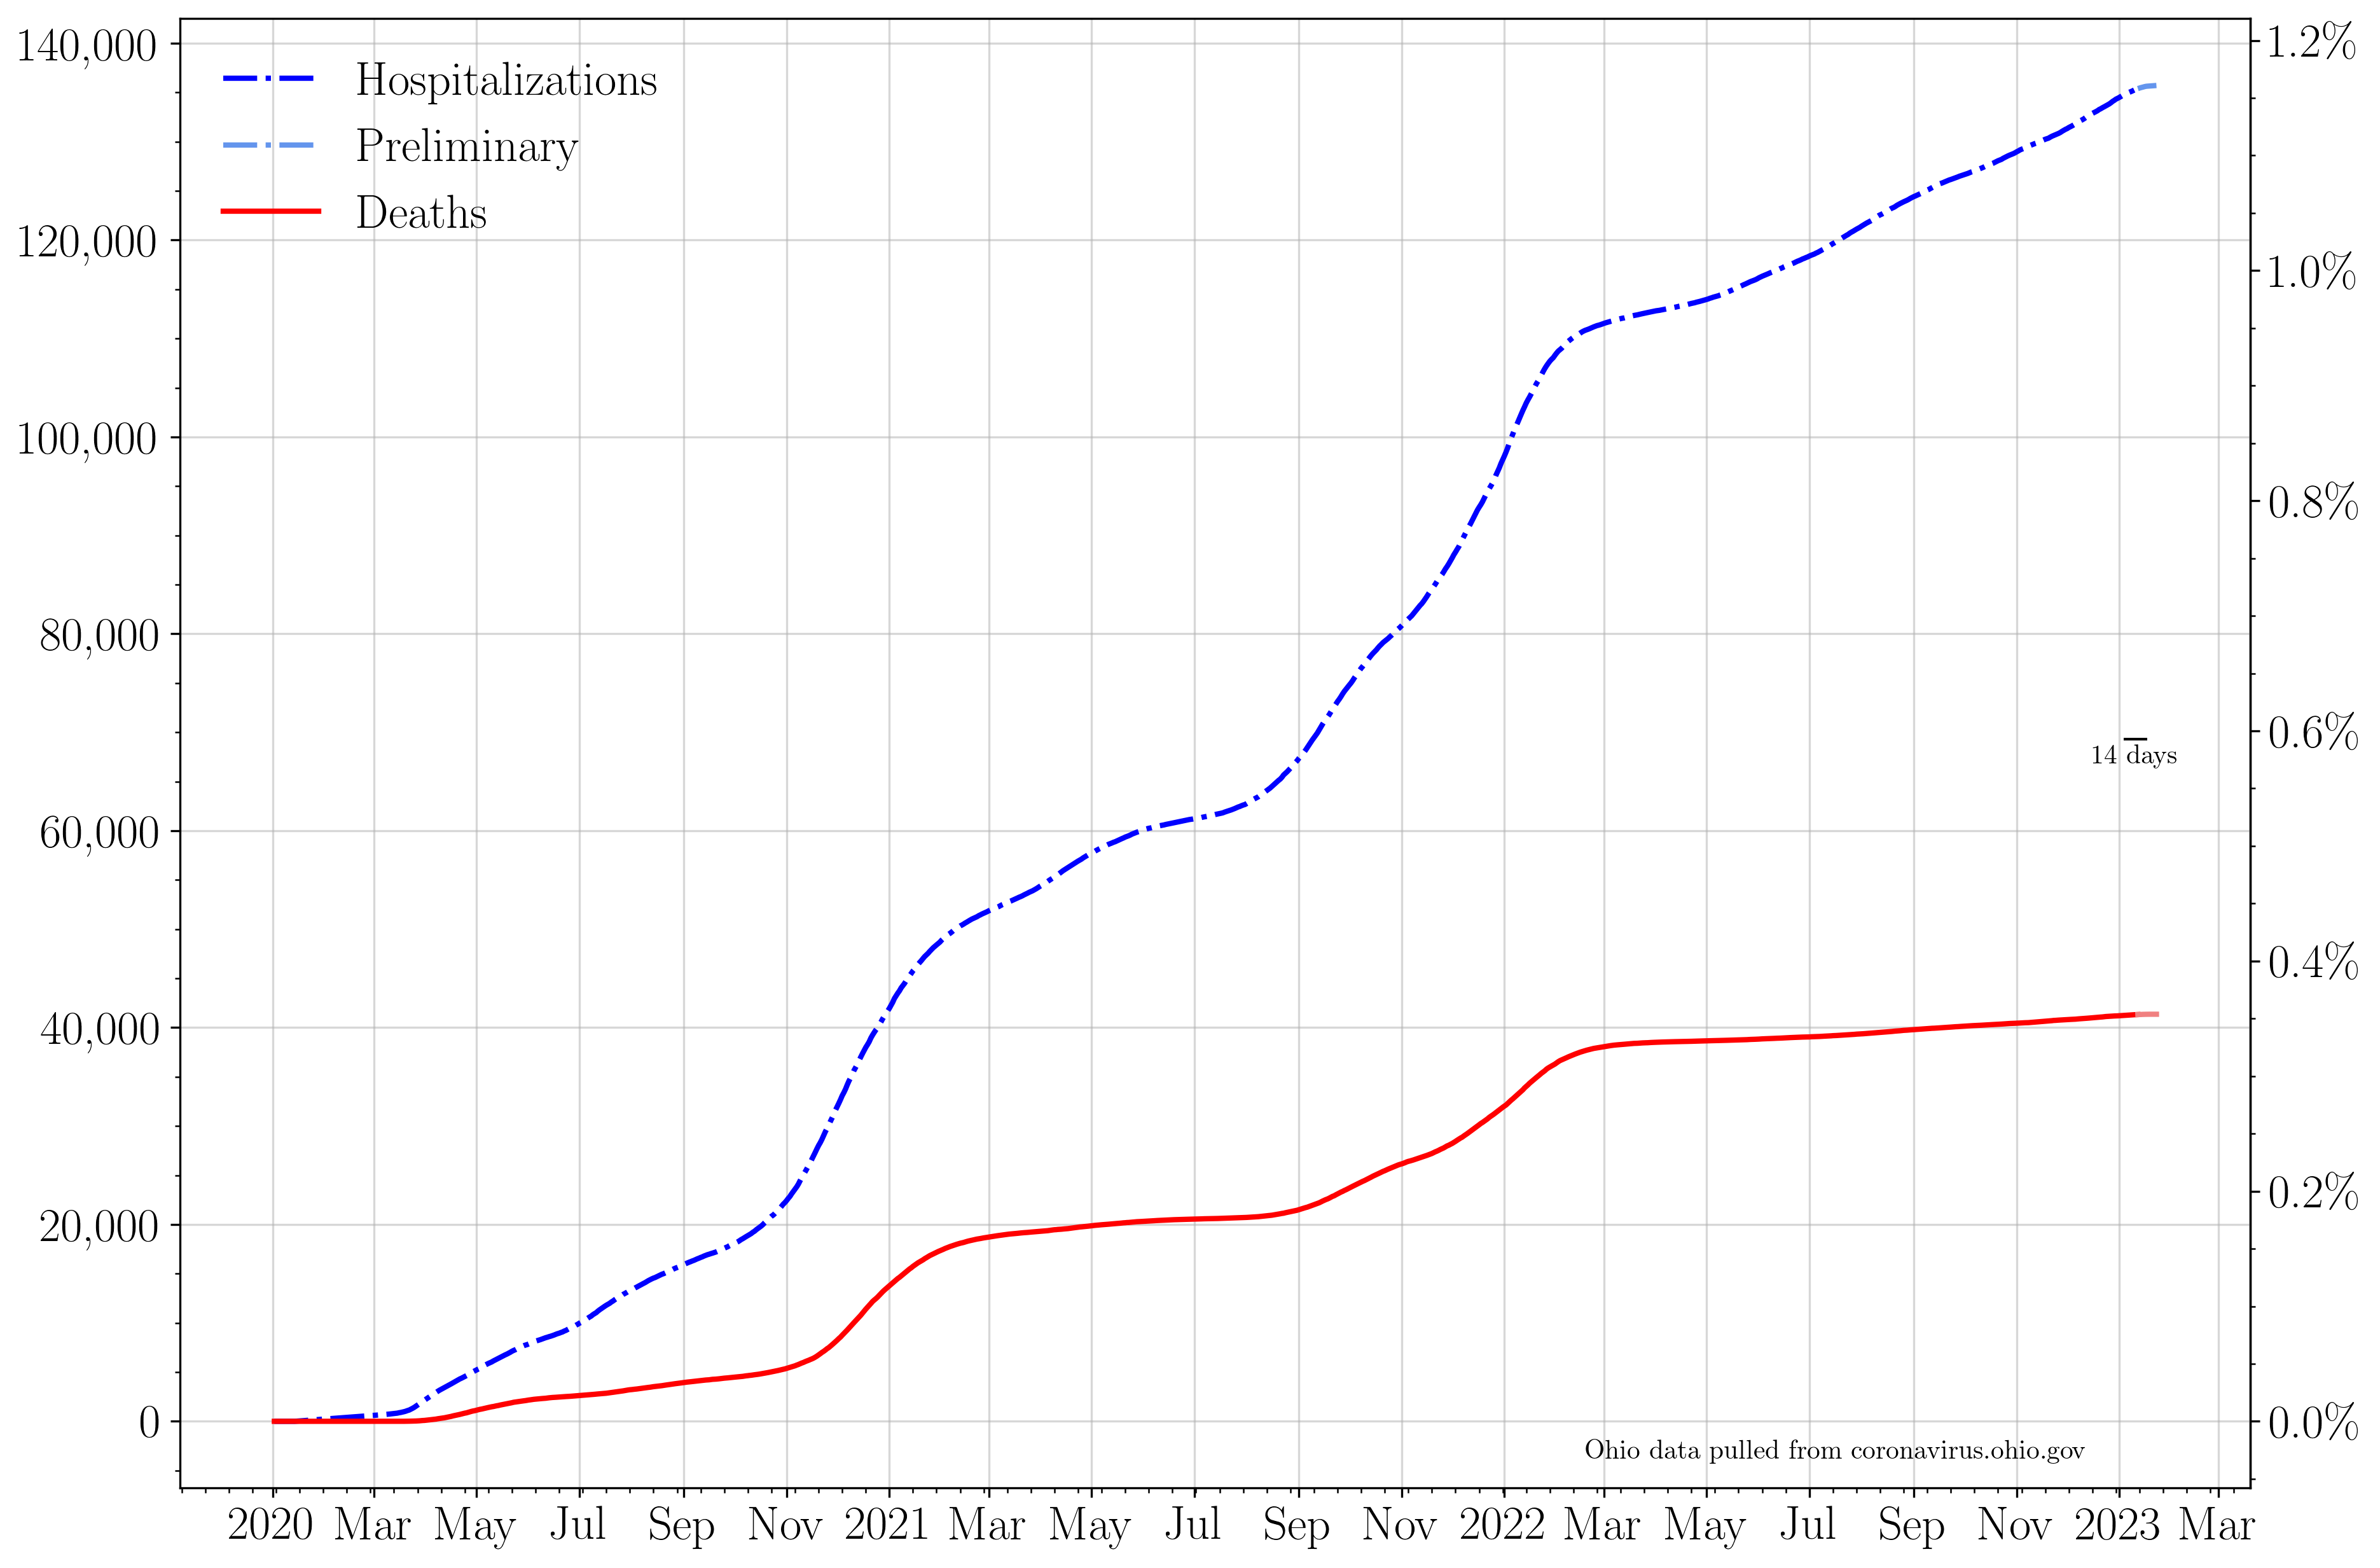 Hospitalizations
Preliminary
Deaths
140,000
120,000
100,000
80,000
60,000
40,000
20,000
0
1.2%
1.0%
0.8%
0.6%
0.4%
0.2%
0.0%
14 days
Ohio data pulled from coronavirus.ohio.gov
2020 Mar May Jul Sep Nov 2021 Mar May Jul Sep Nov 2022 Mar May Jul Sep Nov 2023 Mar